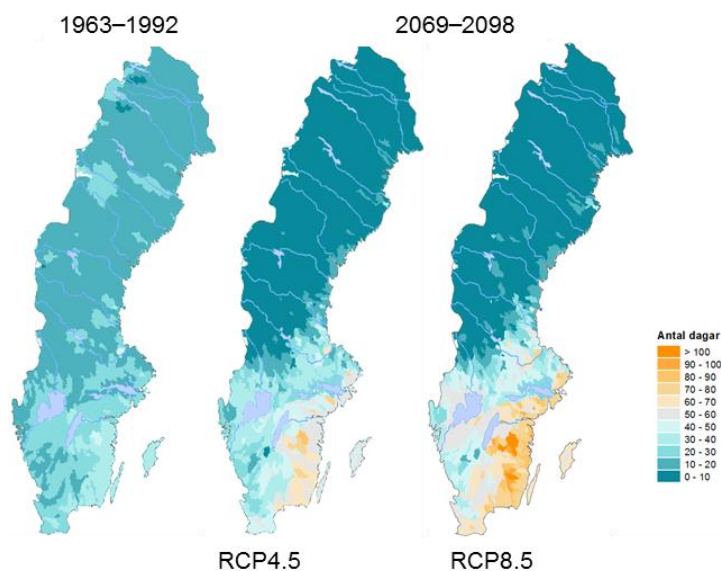 1963–1992
2069–2098
Antal dagar
> 100
90 - 100
80 - 90
70 - 80
60 - 70
50 - 60
40 - 50
30 - 40
20 - 30
10 - 20
0 - 10
RCP4.5
RCP8.5